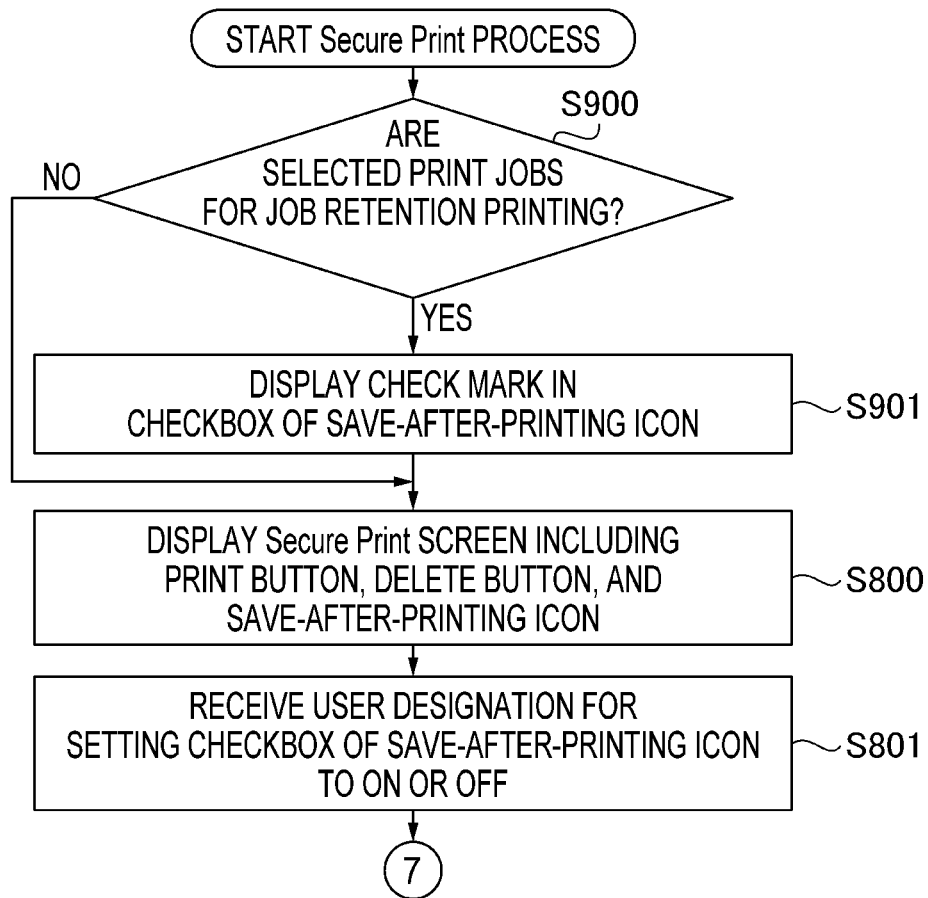 START Secure Print PROCESS
S900
ARE
SELECTED PRINT JOBS
FOR JOB RETENTION PRINTING?
NO
YES
DISPLAY CHECK MARK IN
CHECKBOX OF SAVE-AFTER-PRINTING ICON
S901
DISPLAY Secure Print SCREEN INCLUDING
PRINT BUTTON, DELETE BUTTON, AND
SAVE-AFTER-PRINTING ICON
S800
RECEIVE USER DESIGNATION FOR
SETTING CHECKBOX OF SAVE-AFTER-PRINTING ICON
TO ON OR OFF
S801
7